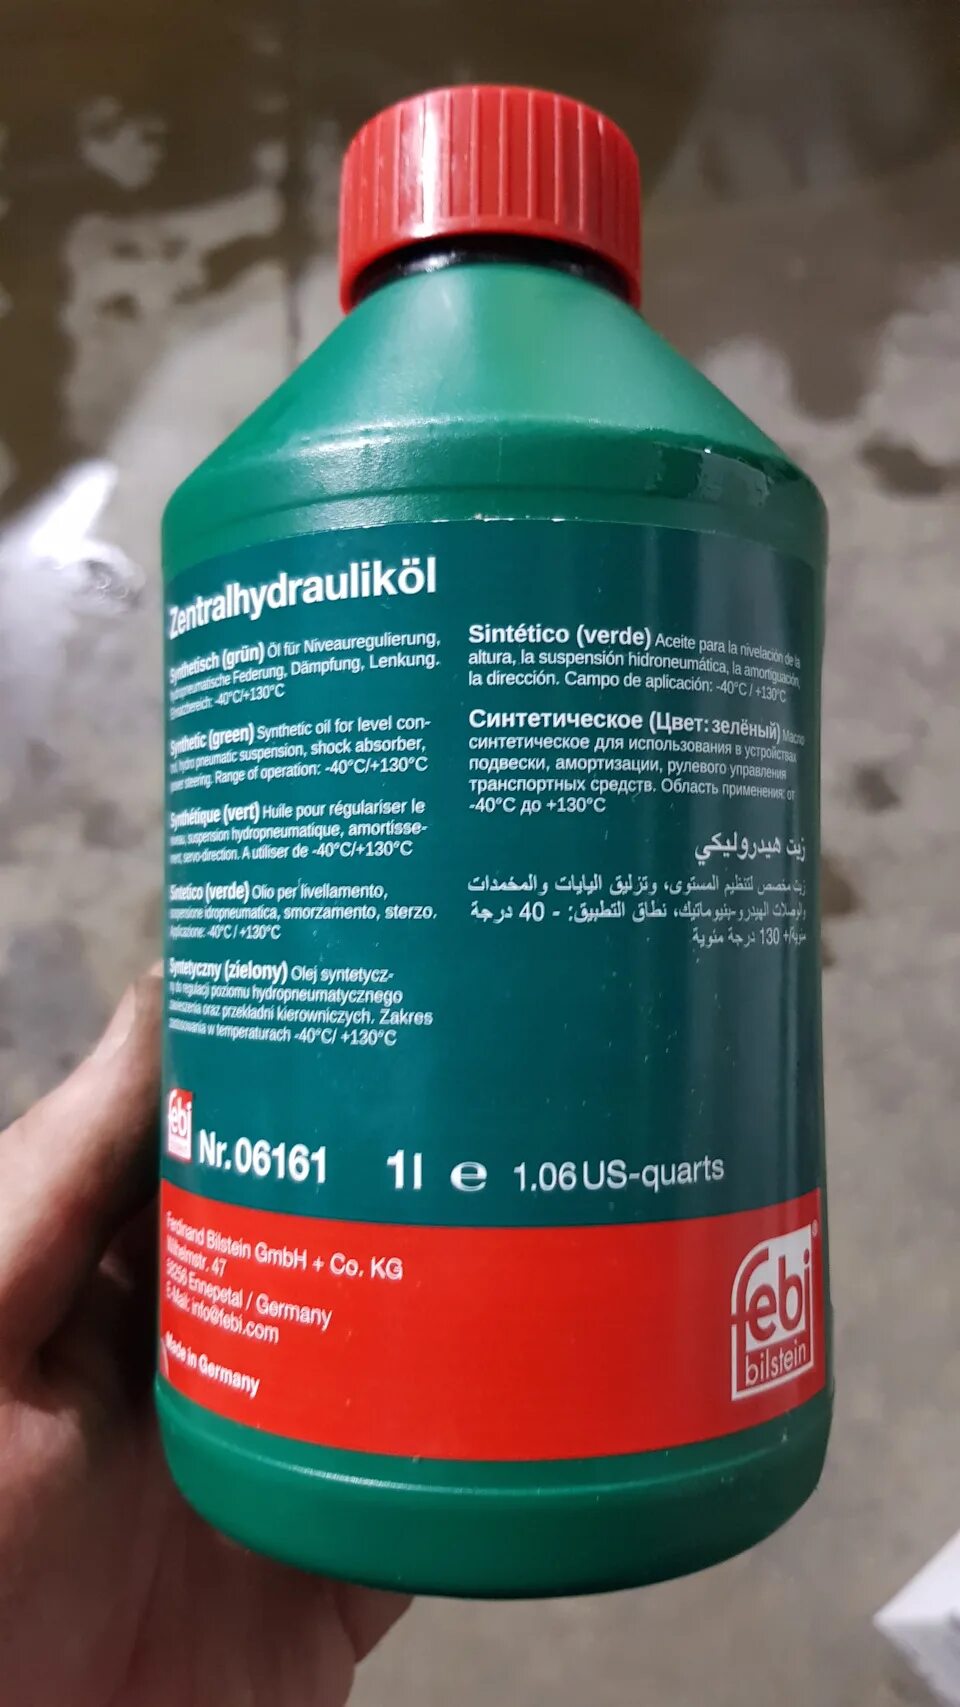 Zentralhydrauliköl
Synthetisch (grün) Öl für Niveauregulierung,
hydropneumatische Federung, Dämpfung, Lenkung.
Einsatzbereich: -40°C/+130°C
Synthetic (green) Synthetic oil for level con-
trol, hydro pneumatic suspension, shock absorber,
power steering. Range of operation: -40°C/+130°C
Synthétique (vert) Huile pour régulariser le
niveau, suspension hydropneumatique, amortisse-
ment, servo-direction. A utiliser de -40°C/+130°C
Sintetico (verde) Olio per livellamento,
suspensione idropneumatica, smorzamento, sterzo.
Applicazione: -40°C / +130°C
Syntetyczny (zielony) Olej syntetycz-
ny do regulacji poziomu hydropneumatycznego
zawieszenia oraz przekładni kierowniczych. Zakres
zastosowania w temperaturach -40°C/ +130°C
Sintético (verde) Aceite para la nivelación de la
altura, la suspensión hidroneumática, la amortiguación,
la dirección. Campo de aplicación: -40°C / +130°C
Синтетическое (Цвет: зелёный) Масло
синтетическое для использования в устройствах
подвески, амортизации, рулевого управления
транспортных средств. Область применения: от
-40°C до +130°C
زيت هيدروليكي
زيت مخصص لتنظيم المستوى، وتزليق اليايات والمخمدات
والوصلات الهيدروبنيوماتيك، نطاق التطبيق: - 40 درجة
مئوية/+ 130 درجة مئوية
febi
Nr. 06161 1l e 1.06 US-quarts
Ferdinand Bilstein GmbH + Co. KG
Wilhelmstr. 47
58256 Ennepetal / Germany
E-Mail: info@febi.com
Made in Germany
febi®
bilstein